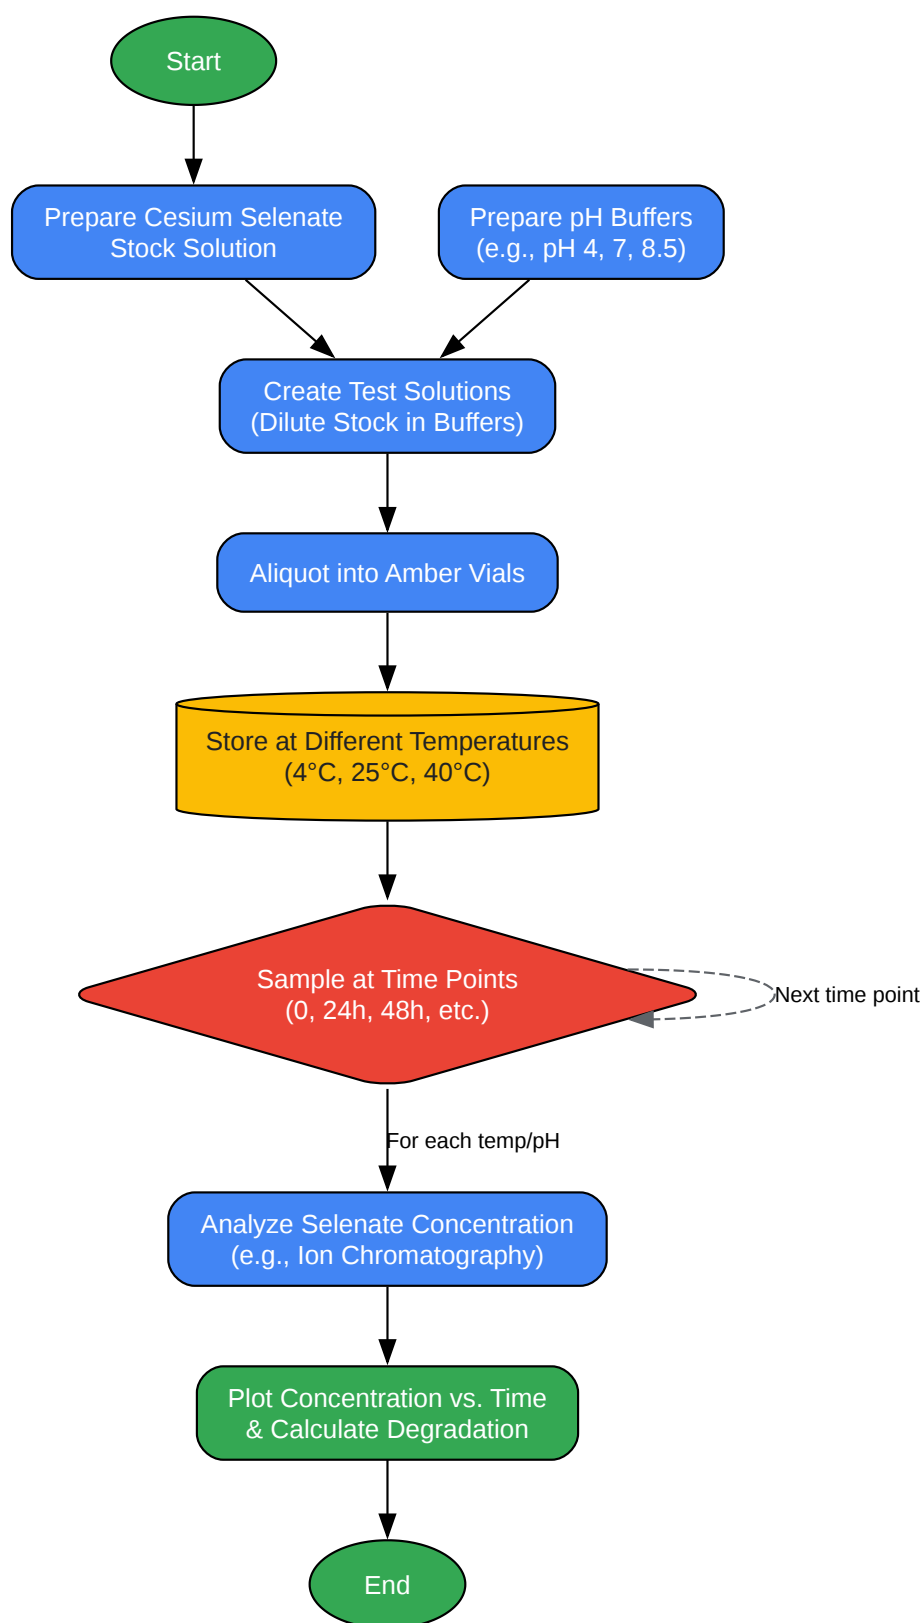 Start
Prepare Cesium Selenate
Stock Solution
Prepare pH Buffers
(e.g., pH 4, 7, 8.5)
Create Test Solutions
(Dilute Stock in Buffers)
Aliquot into Amber Vials
Store at Different Temperatures
(4°C, 25°C, 40°C)
Sample at Time Points
(0, 24h, 48h, etc.)
Next time point
For each temp/pH
Analyze Selenate Concentration
(e.g., Ion Chromatography)
Plot Concentration vs. Time
& Calculate Degradation
End